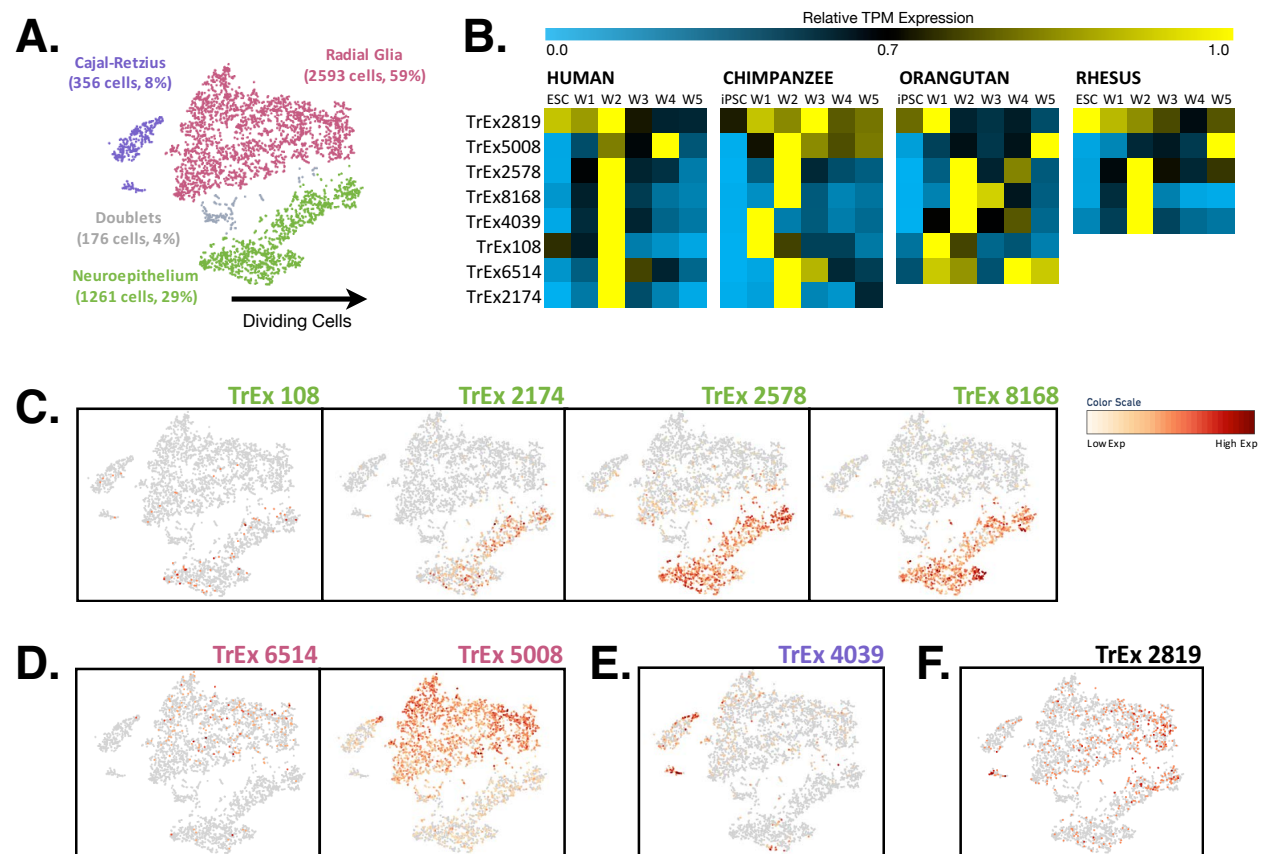 A.
Cajal-Retzius
(356 cells, 8%)
Radial Glia
(2593 cells, 59%)
Doublets
(176 cells, 4%)
Neuroepithelium
(1261 cells, 29%)
Dividing Cells
B.
Relative TPM Expression
0.0 0.7 1.0
HUMAN CHIMPANZEE ORANGUTAN RHESUS
ESC W1 W2 W3 W4 W5 iPSC W1 W2 W3 W4 W5 iPSC W1 W2 W3 W4 W5 ESC W1 W2 W3 W4 W5
TrEx2819
TrEx5008
TrEx2578
TrEx8168
TrEx4039
TrEx108
TrEx6514
TrEx2174
C.
TrEx 108 TrEx 2174 TrEx 2578 TrEx 8168
Color Scale
Low Exp High Exp
D.
TrEx 6514 TrEx 5008
E.
TrEx 4039
F.
TrEx 2819